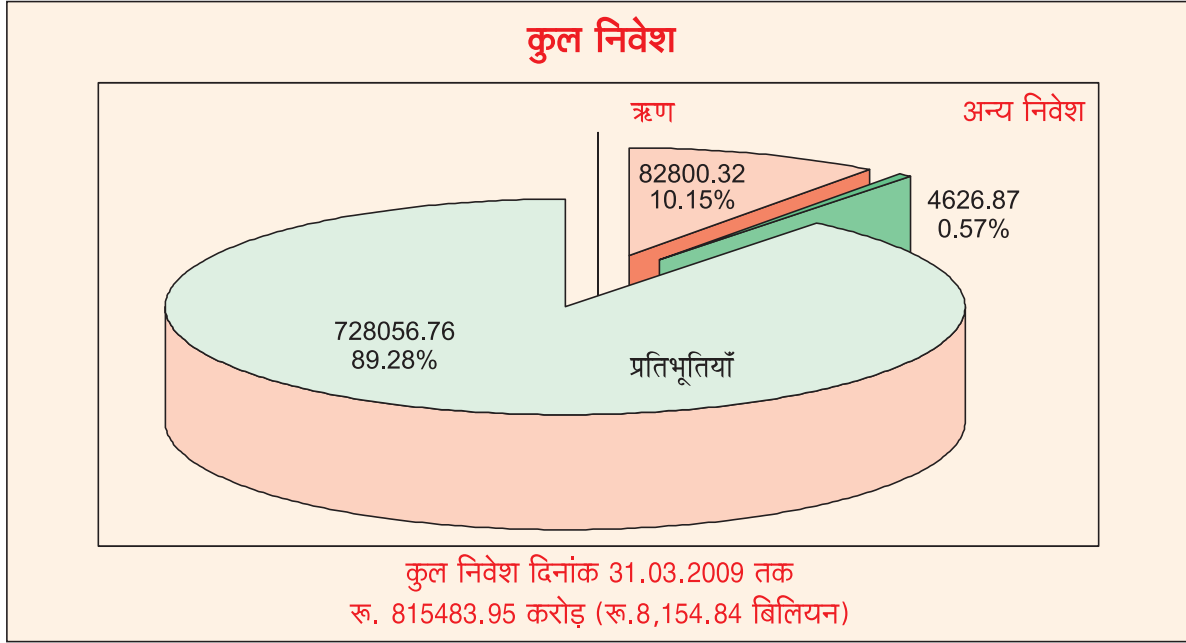 कुल निवेश
ऋण
अन्य निवेश
82800.32
10.15%
4626.87
0.57%
728056.76
89.28%
प्रतिभूतियाँ
कुल निवेश दिनांक 31.03.2009 तक
रू. 815483.95 करोड़ (रू.8,154.84 बिलियन)